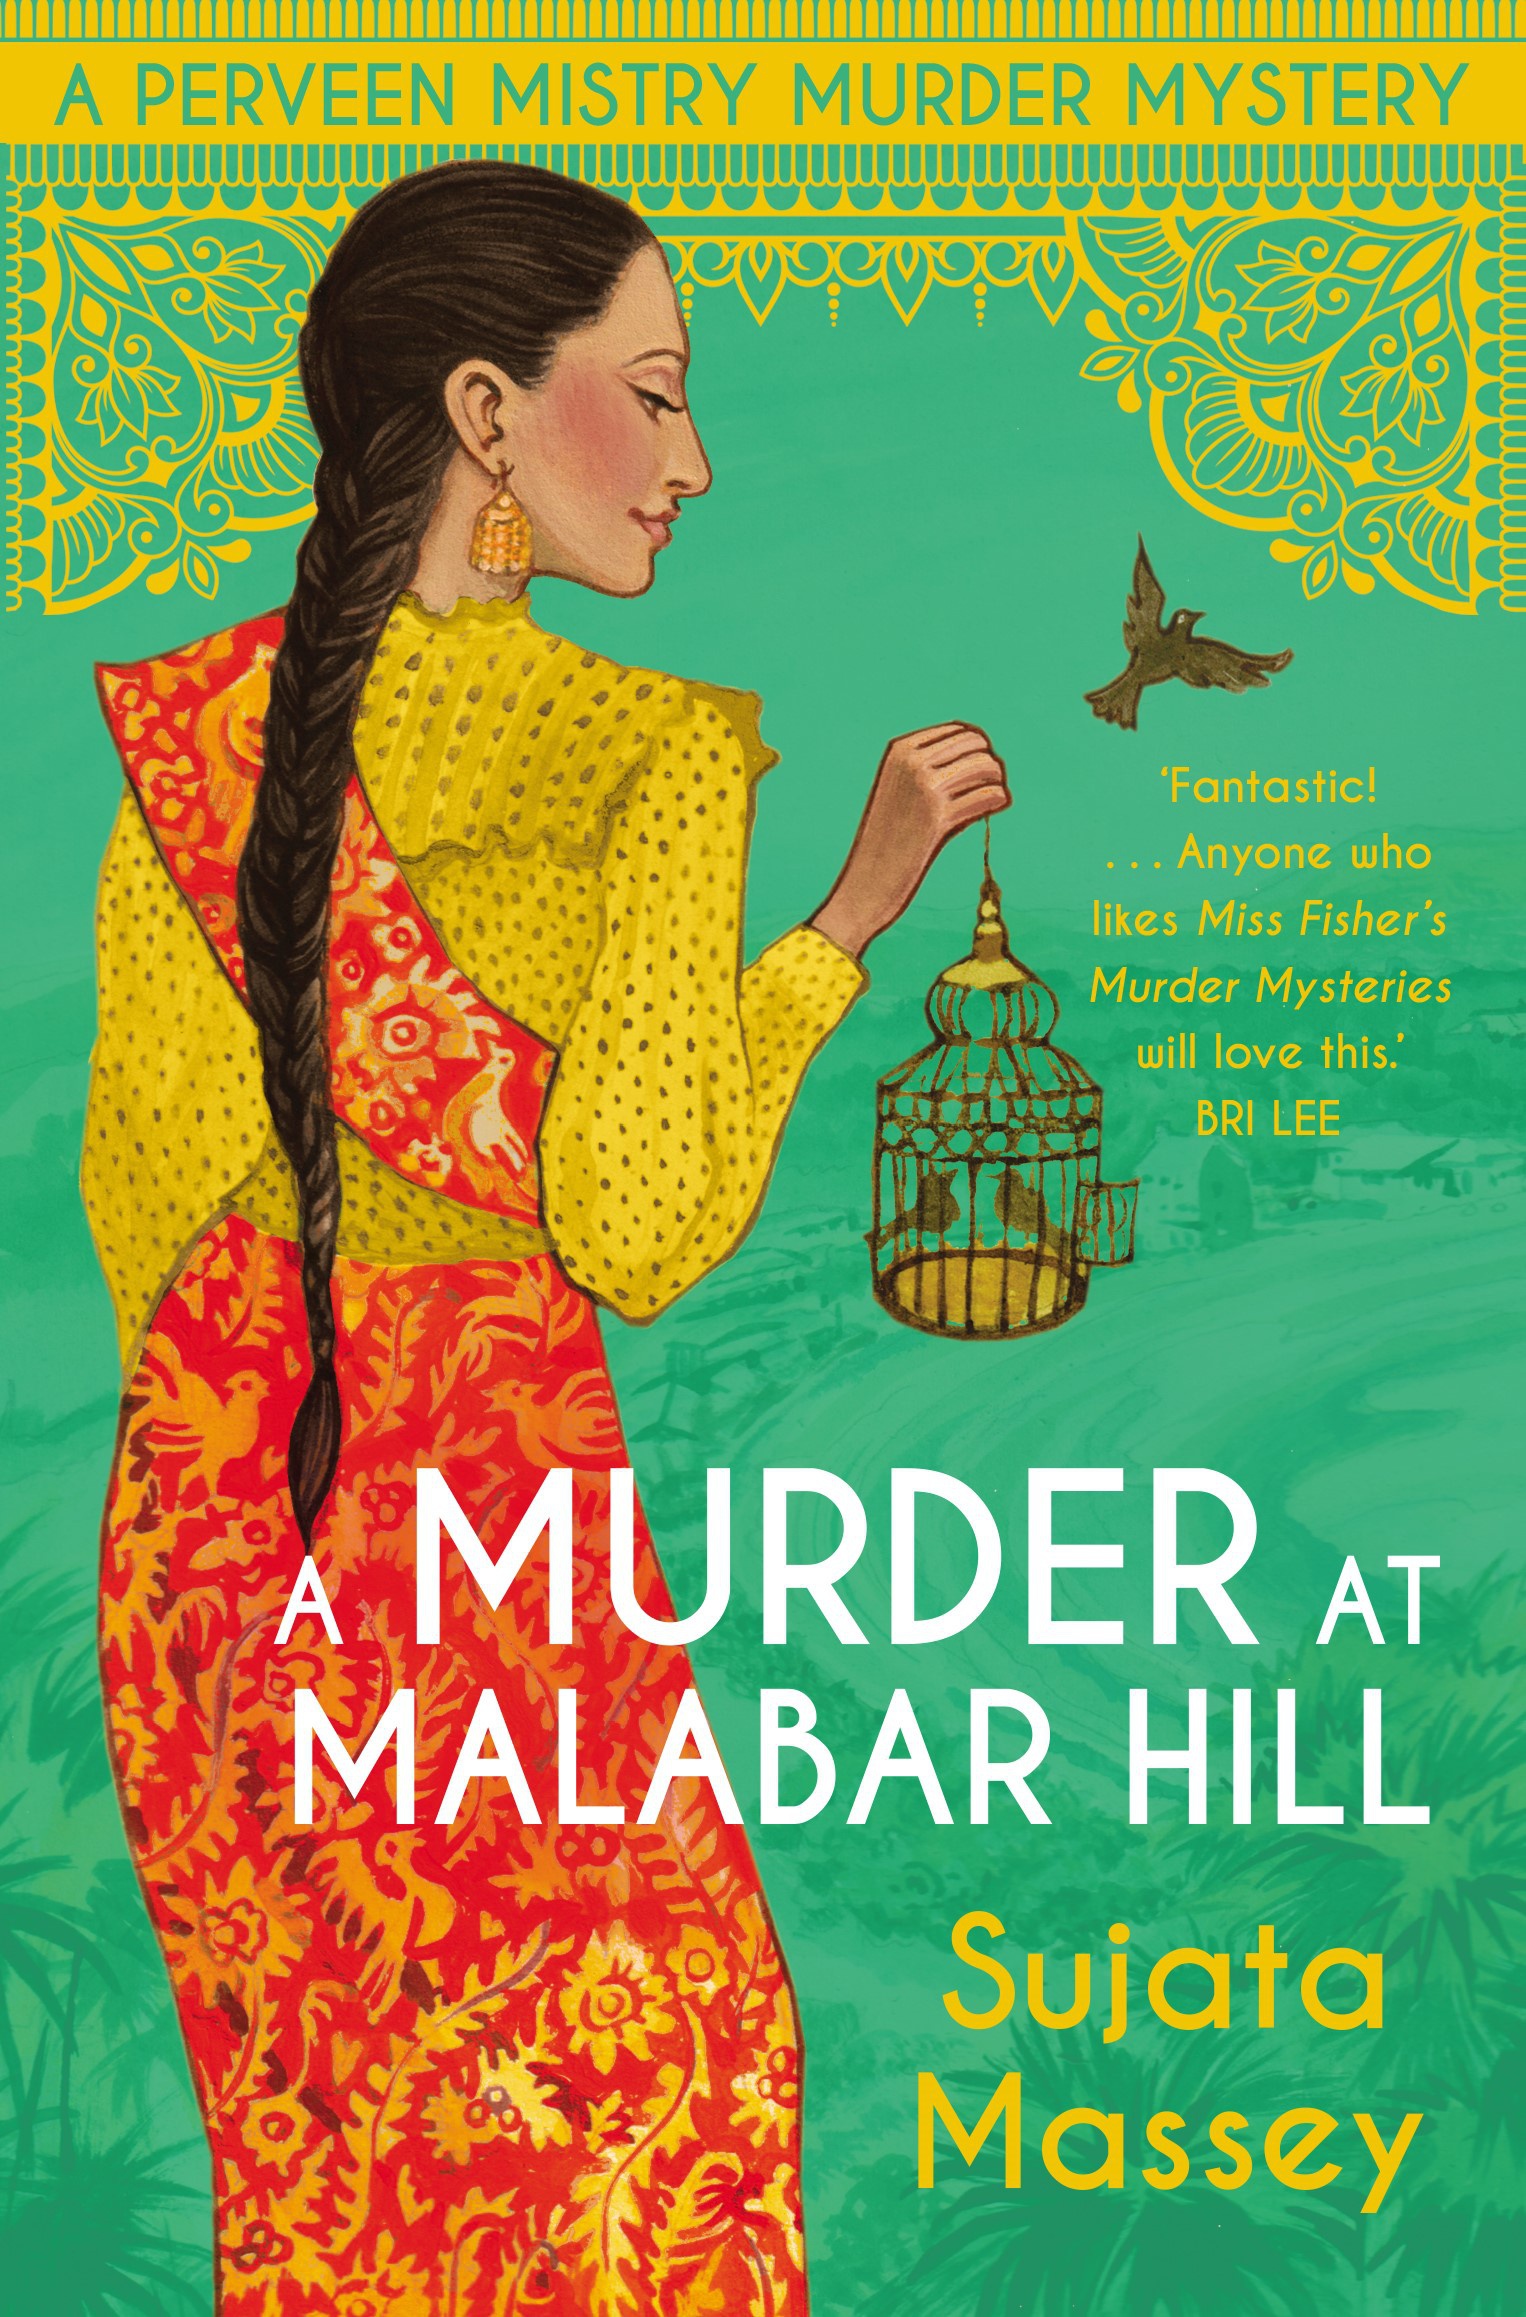 A PERVEEN MISTRY MURDER MYSTERY
‘Fantastic!
. . . Anyone who
likes Miss Fisher’s
Murder Mysteries
will love this.’
BRI LEE
A MURDER AT
MALABAR HILL
Sujata
Massey